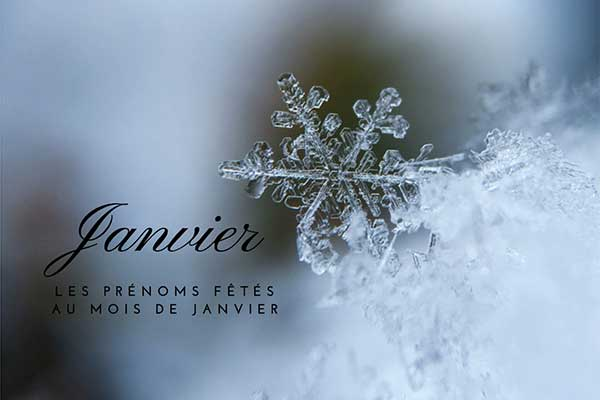 Janvier
LES PRÉNOMS FÊTÉS
AU MOIS DE JANVIER